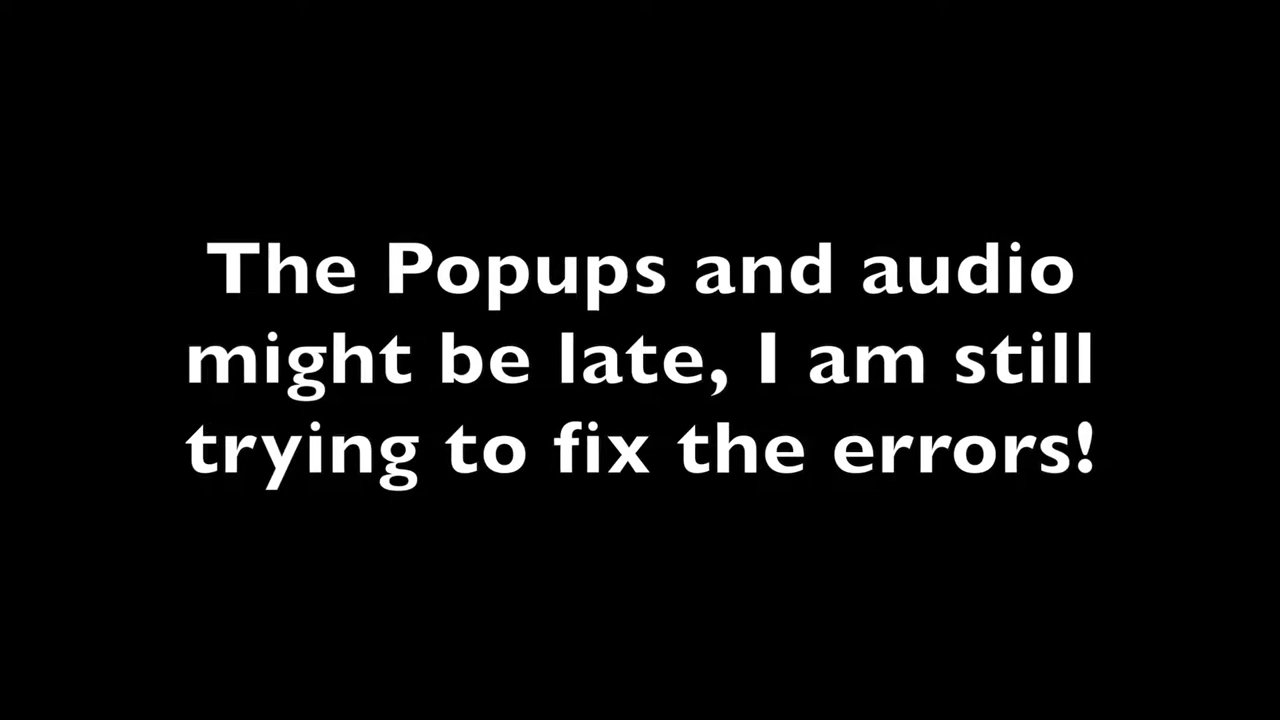 The Popups and audio
might be late, I am still
trying to fix the errors!